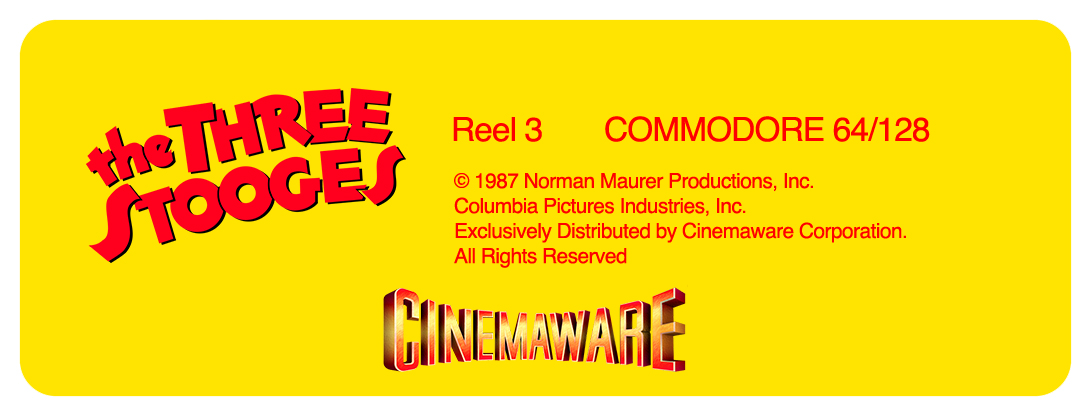 the THREE
STOOGES
Reel 3 COMMODORE 64/128
© 1987 Norman Maurer Productions, Inc.
Columbia Pictures Industries, Inc.
Exclusively Distributed by Cinemaware Corporation.
All Rights Reserved
CINEMAWARE